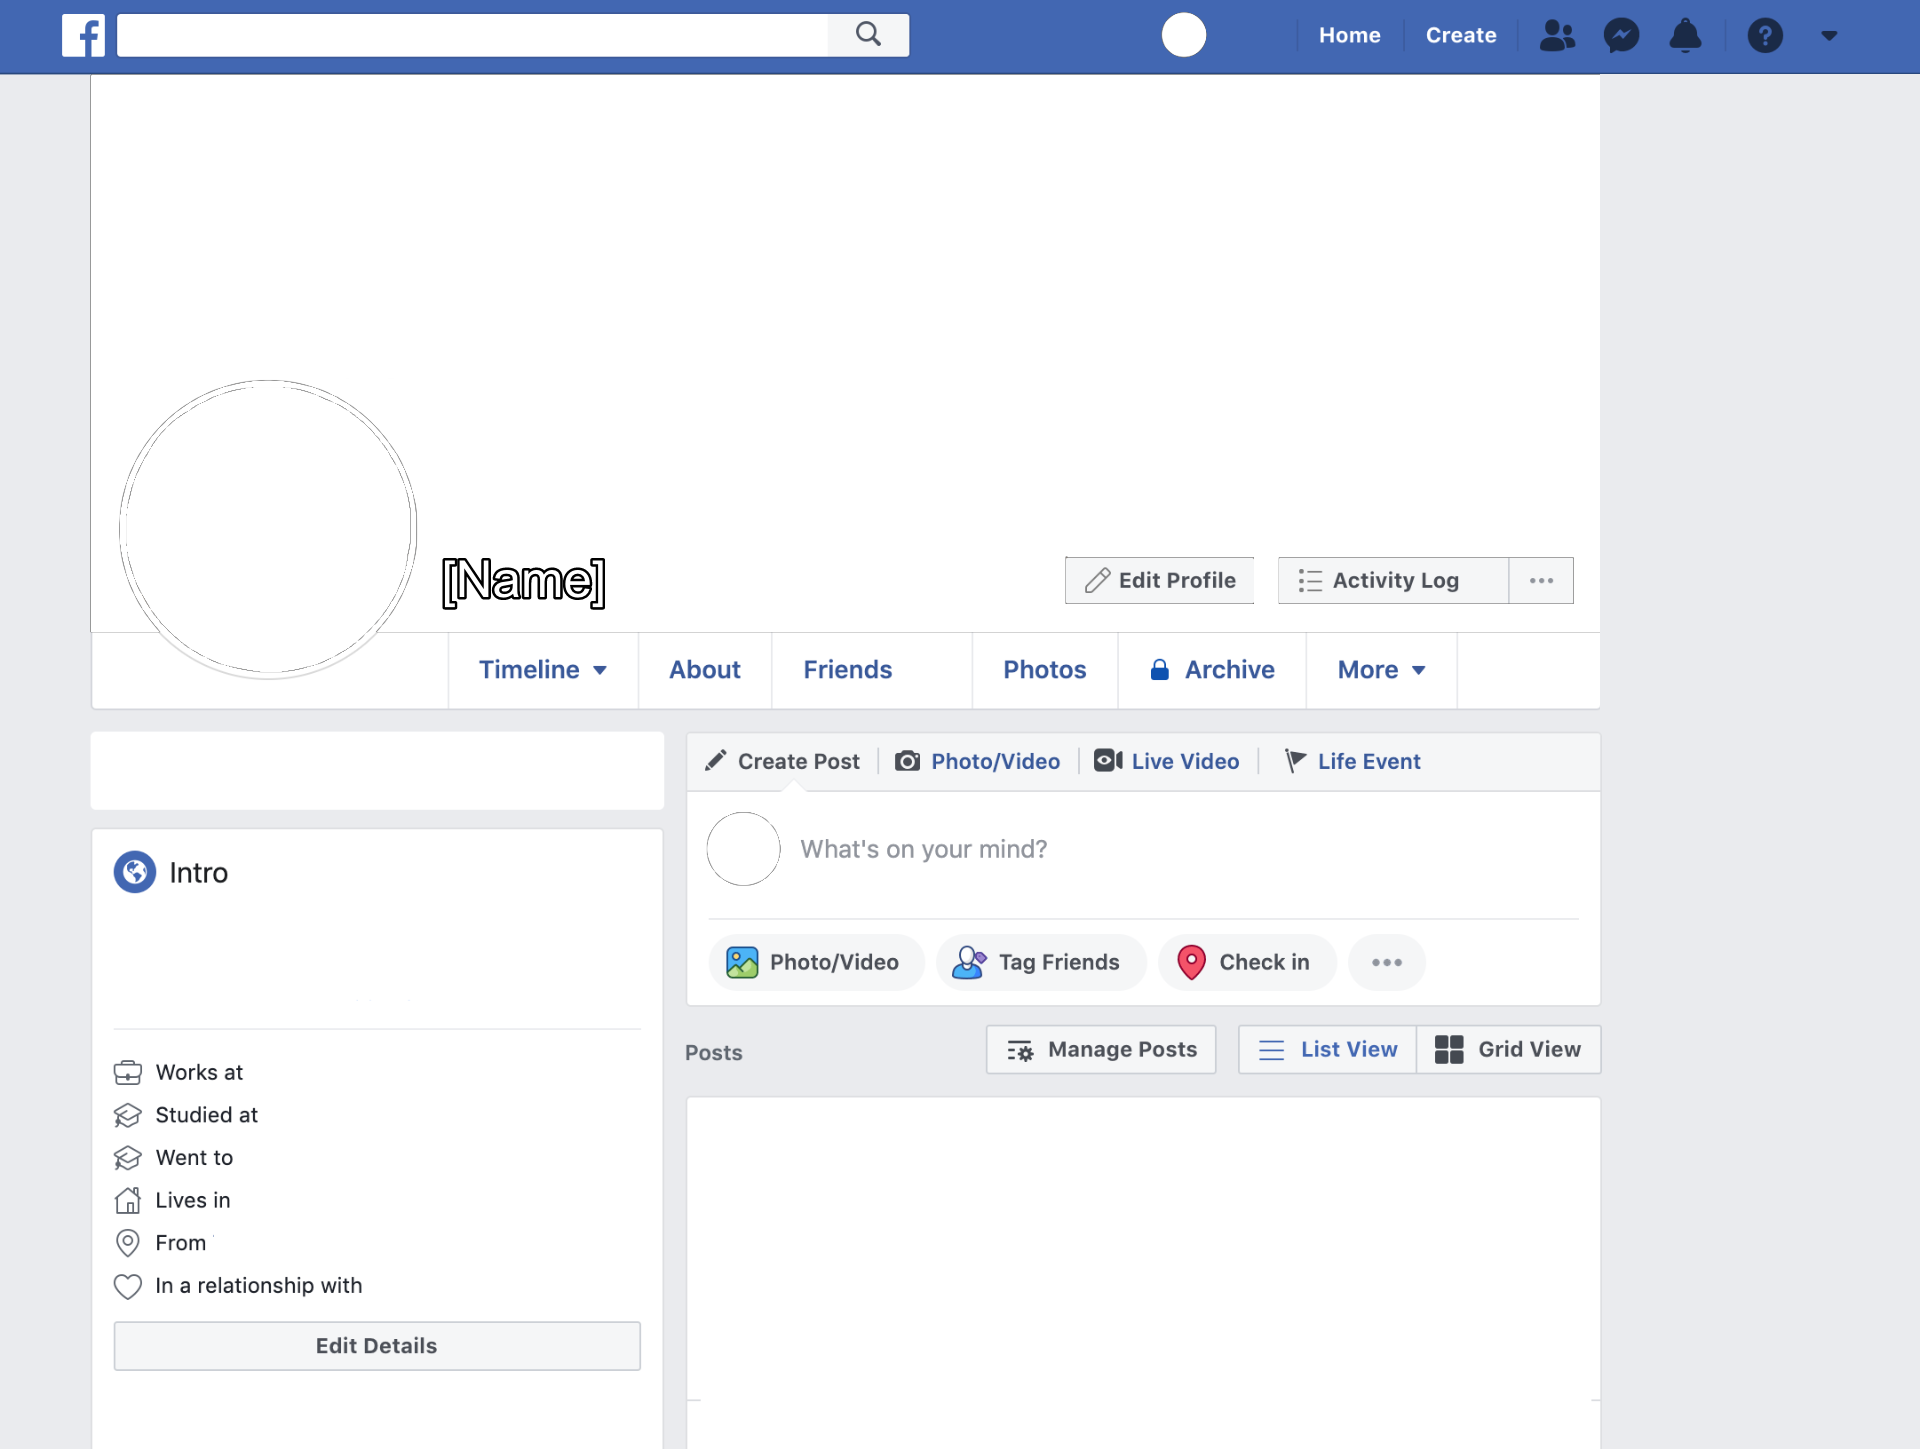 f
Home Create ?
[Name]
Edit Profile Activity Log
Timeline About Friends Photos Archive More
Create Post Photo/Video Live Video Life Event
Intro
What's on your mind?
Photo/Video Tag Friends Check in
Posts Manage Posts List View Grid View
Works at
Studied at
Went to
Lives in
From
In a relationship with
Edit Details